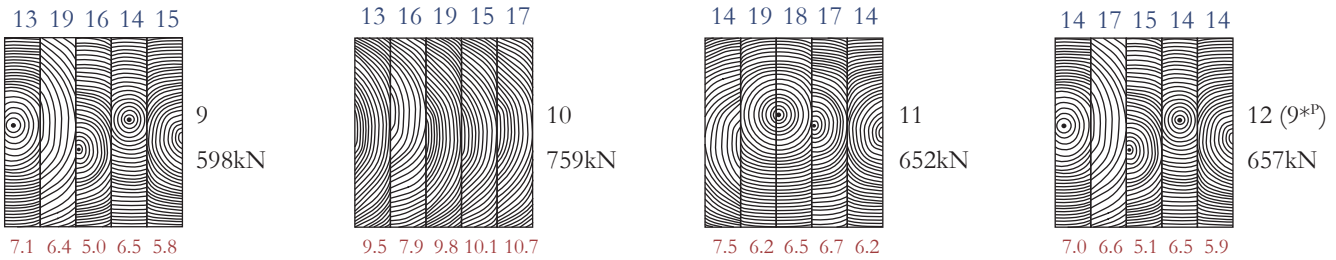 13 19 16 14 15
9
598kN
7.1 6.4 5.0 6.5 5.8
13 16 19 15 17
10
759kN
9.5 7.9 9.8 10.1 10.7
14 19 18 17 14
11
652kN
7.5 6.2 6.5 6.7 6.2
14 17 15 14 14
12 (9*ᴾ)
657kN
7.0 6.6 5.1 6.5 5.9